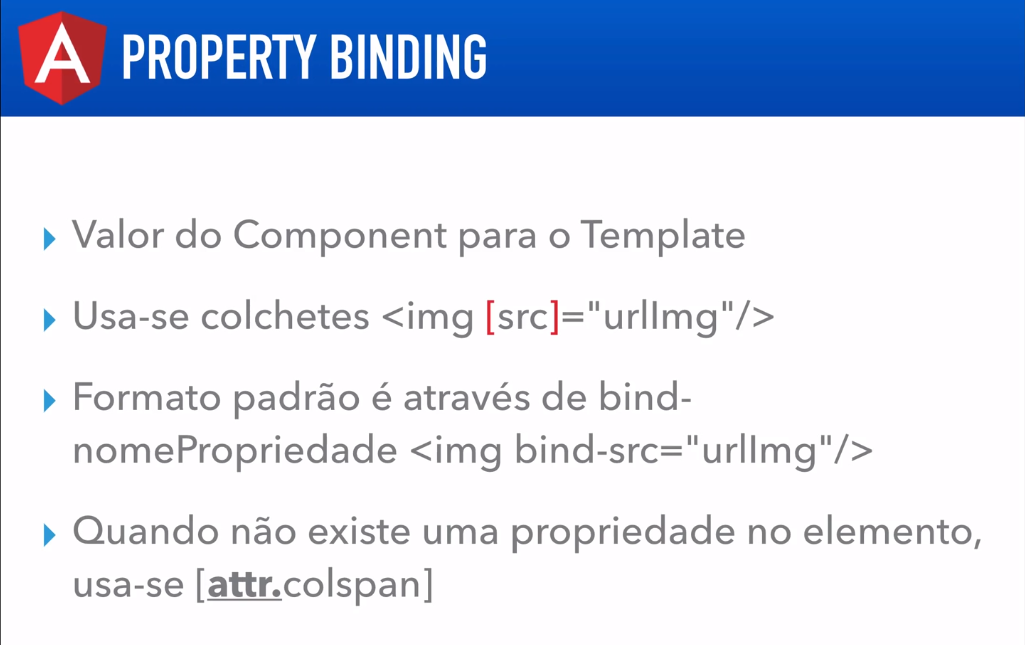 A PROPERTY BINDING
Valor do Component para o Template
Usa-se colchetes <img [src]="urlImg"/>
Formato padrão é através de bind-
nomePropriedade <img bind-src="urlImg"/>
Quando não existe uma propriedade no elemento,
usa-se [attr.colspan]